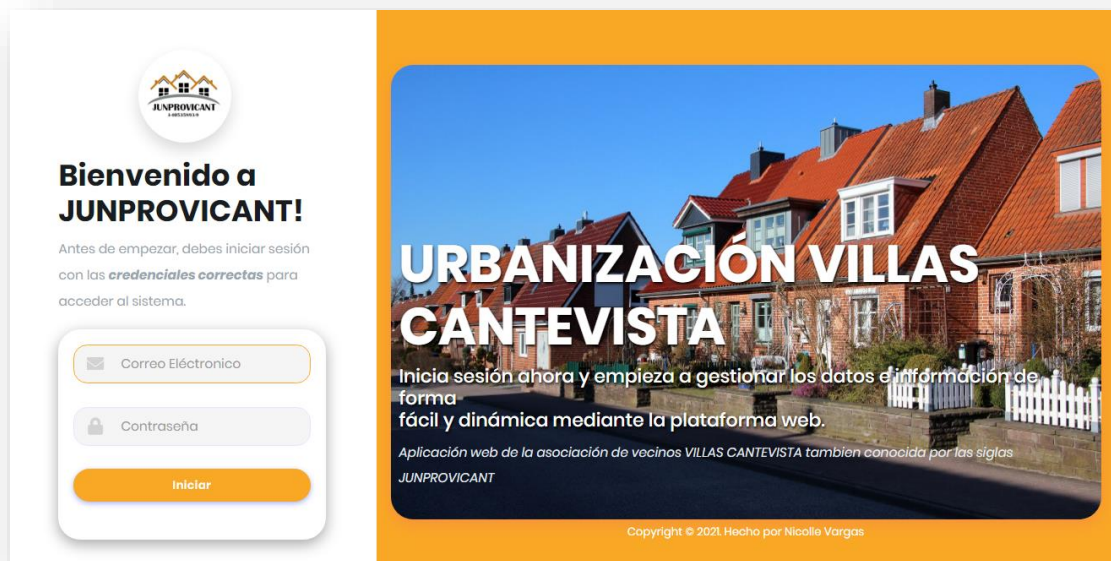 JUNPROVICANT
Bienvenido a
JUNPROVICANT!
Antes de empezar, debes iniciar sesión
con las credenciales correctas para
acceder al sistema.
Correo Eléctronico
Contraseña
Iniciar
URBANIZACIÓN VILLAS
CANTEVISTA
Inicia sesión ahora y empieza a gestionar los datos e información de
forma
fácil y dinámica mediante la plataforma web.
Aplicación web de la asociación de vecinos VILLAS CANTEVISTA tambien conocida por las siglas
JUNPROVICANT
Copyright © 2021. Hecho por Nicolle Vargas